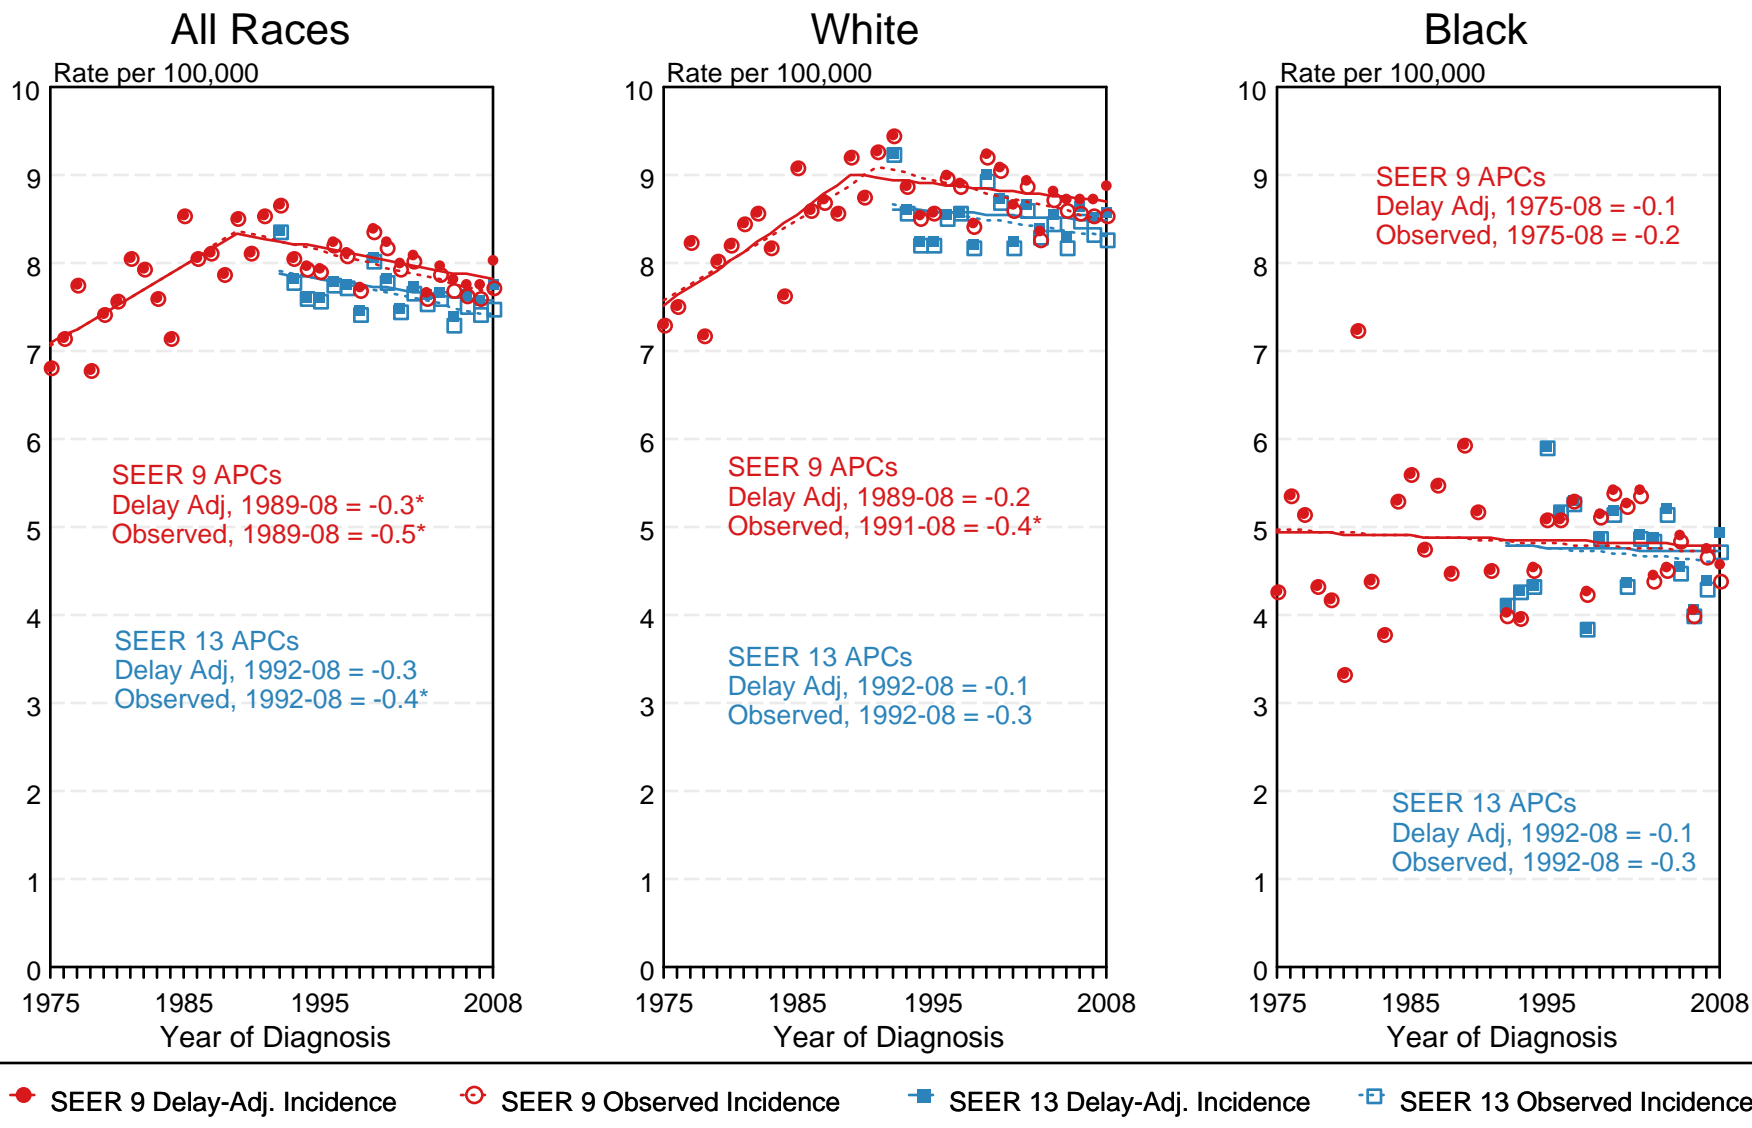 All Races
Rate per 100,000
10
9
8
7
6
5
4
3
2
1
0
SEER 9 APCs
Delay Adj, 1989-08 = -0.3*
Observed, 1989-08 = -0.5*
SEER 13 APCs
Delay Adj, 1992-08 = -0.3
Observed, 1992-08 = -0.4*
1975 1985 1995 2008
Year of Diagnosis
White
Rate per 100,000
10
9
8
7
6
5
4
3
2
1
0
SEER 9 APCs
Delay Adj, 1989-08 = -0.2
Observed, 1991-08 = -0.4*
SEER 13 APCs
Delay Adj, 1992-08 = -0.1
Observed, 1992-08 = -0.3
1975 1985 1995 2008
Year of Diagnosis
Black
Rate per 100,000
10
9
8
7
6
5
4
3
2
1
0
SEER 9 APCs
Delay Adj, 1975-08 = -0.1
Observed, 1975-08 = -0.2
SEER 13 APCs
Delay Adj, 1992-08 = -0.1
Observed, 1992-08 = -0.3
1975 1985 1995 2008
Year of Diagnosis
SEER 9 Delay-Adj. Incidence SEER 9 Observed Incidence SEER 13 Delay-Adj. Incidence SEER 13 Observed Incidence